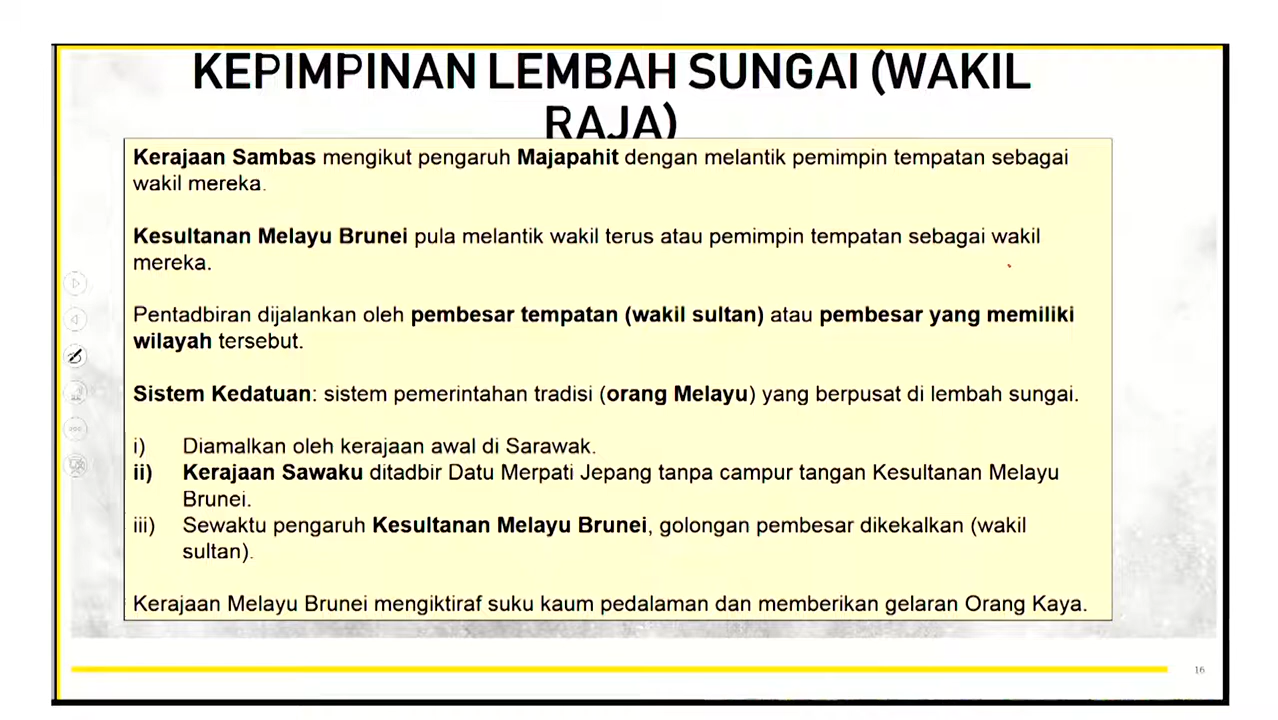 KEPIMPINAN LEMBAH SUNGAI (WAKIL
RAJA)
Kerajaan Sambas mengikut pengaruh Majapahit dengan melantik pemimpin tempatan sebagai
wakil mereka.
Kesultanan Melayu Brunei pula melantik wakil terus atau pemimpin tempatan sebagai wakil
mereka.
Pentadbiran dijalankan oleh pembesar tempatan (wakil sultan) atau pembesar yang memiliki
wilayah tersebut.
Sistem Kedatuan: sistem pemerintahan tradisi (orang Melayu) yang berpusat di lembah sungai.
i) Diamalkan oleh kerajaan awal di Sarawak.
ii) Kerajaan Sawaku ditadbir Datu Merpati Jepang tanpa campur tangan Kesultanan Melayu
Brunei.
iii) Sewaktu pengaruh Kesultanan Melayu Brunei, golongan pembesar dikekalkan (wakil
sultan).
Kerajaan Melayu Brunei mengiktiraf suku kaum pedalaman dan memberikan gelaran Orang Kaya.
16